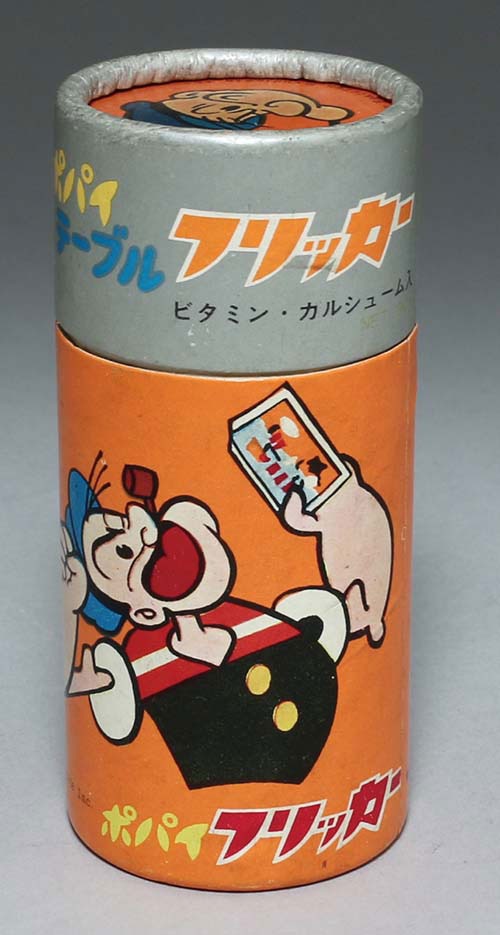 ポパイ
テーブル フリッカー
ビタミン・カルシューム入
Inc.
ポパイ フリッカー